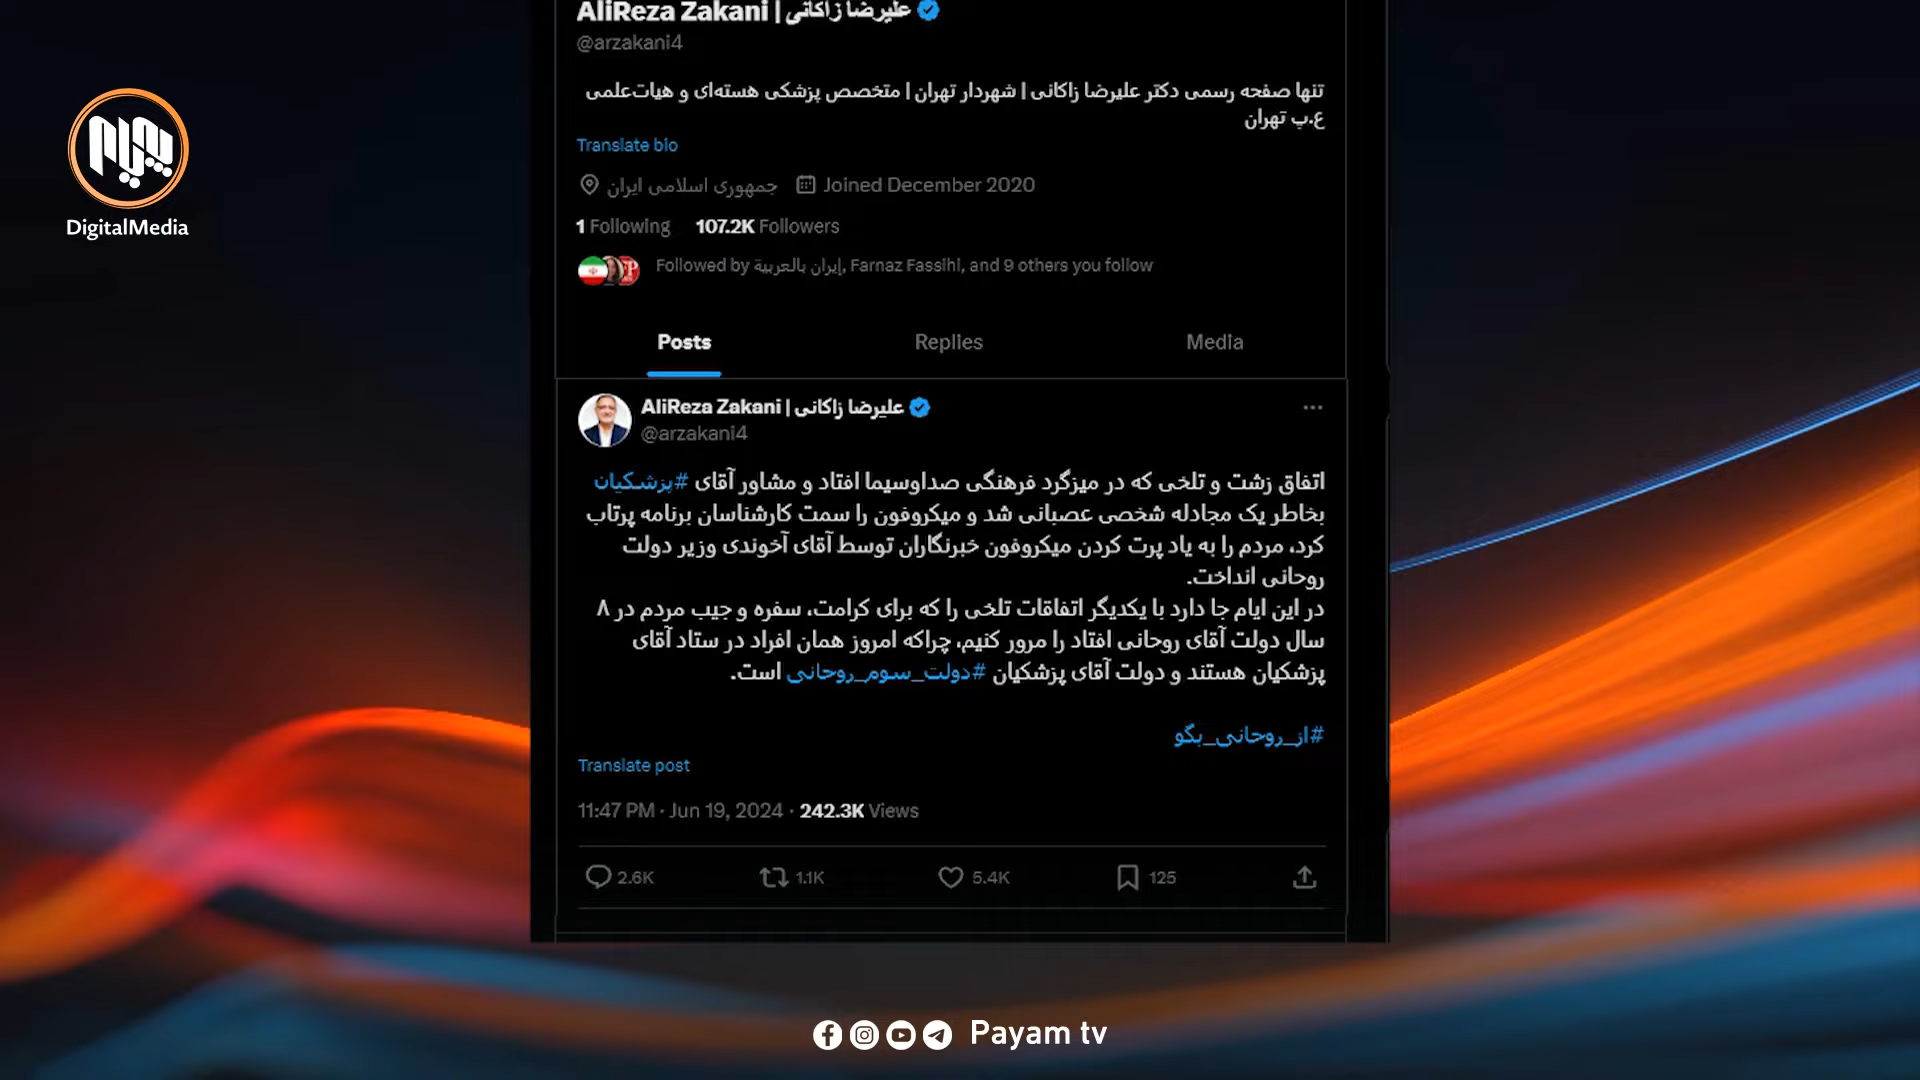 AliReza Zakani | علیرضا زاکانی
@arzakani4
پیام
DigitalMedia
تنها صفحه رسمی دکتر علیرضا زاکانی | شهردار تهران | متخصص پزشکی هسته‌ای و هیات‌علمی
ع.پ تهران
Translate bio
جمهوری اسلامی ایران Joined December 2020
1 Following 107.2K Followers
Followed by إيران بالعربية, Farnaz Fassihi, and 9 others you follow
Posts Replies Media
AliReza Zakani | علیرضا زاکانی
@arzakani4
اتفاق زشت و تلخی که در میزگرد فرهنگی صداوسیما افتاد و مشاور آقای #پزشکیان
بخاطر یک مجادله شخصی عصبانی شد و میکروفون را سمت کارشناسان برنامه پرتاب
کرد، مردم را به یاد پرت کردن میکروفون خبرنگاران توسط آقای آخوندی وزیر دولت
روحانی انداخت.
در این ایام جا دارد با یکدیگر اتفاقات تلخی را که برای کرامت، سفره و جیب مردم در ۸
سال دولت آقای روحانی افتاد را مرور کنیم، چراکه امروز همان افراد در ستاد آقای
پزشکیان هستند و دولت آقای پزشکیان #دولت_سوم_روحانی است.
#از_روحانی_بگو
Translate post
11:47 PM · Jun 19, 2024 · 242.3K Views
2.6K 1.1K 5.4K 125
Payam tv